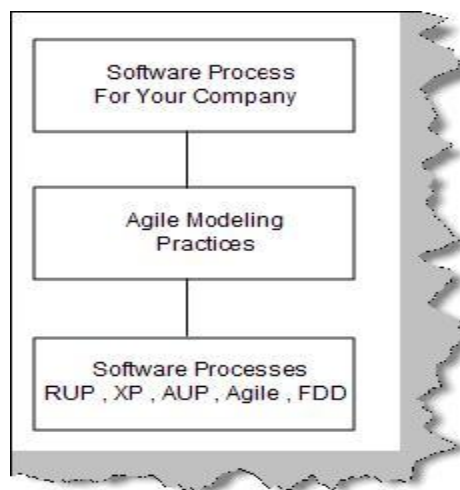 Software Process
For Your Company
Agile Modeling
Practices
Software Processes
RUP , XP , AUP , Agile , FDD